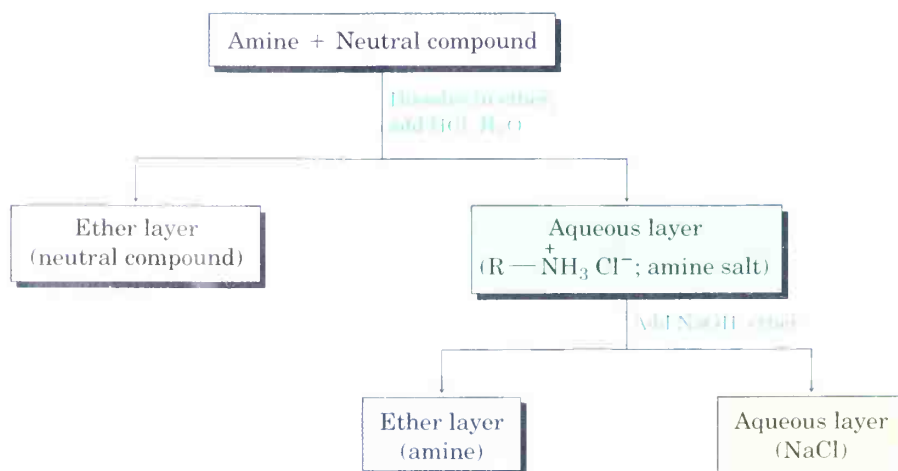 Amine + Neutral compound
Dissolve in ether,
add HCl, H₂O
Ether layer
(neutral compound)
Aqueous layer
(R—N⁺H₃ Cl⁻; amine salt)
Add NaOH, ether
Ether layer
(amine)
Aqueous layer
(NaCl)